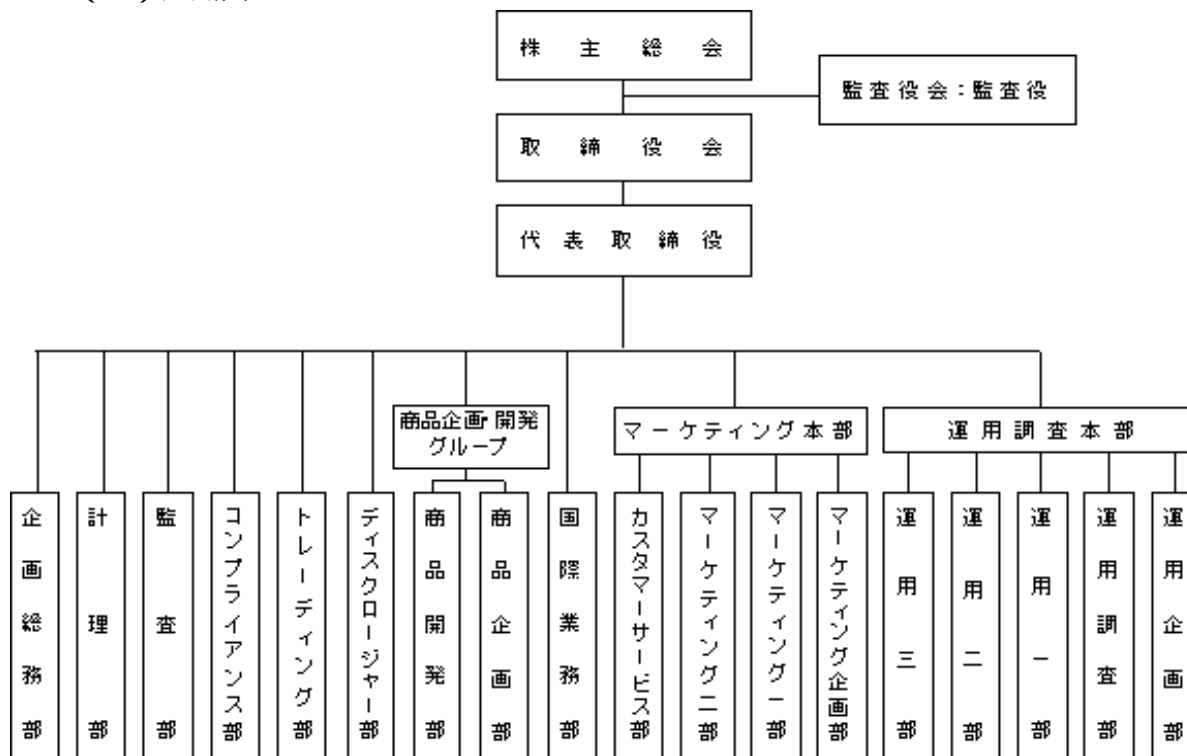 株主総会
監査役会：監査役
取締役会
代表取締役
商品企画・開発
グループ
マーケティング本部
運用調査本部
企画総務部
計理部
監査部
コンプライアンス部
トレーディング部
ディスクロージャー部
商品開発部
商品企画部
国際業務部
カスタマーサービス部
マーケティング二部
マーケティング一部
マーケティング企画部
運用三部
運用二部
運用一部
運用調査部
運用企画部